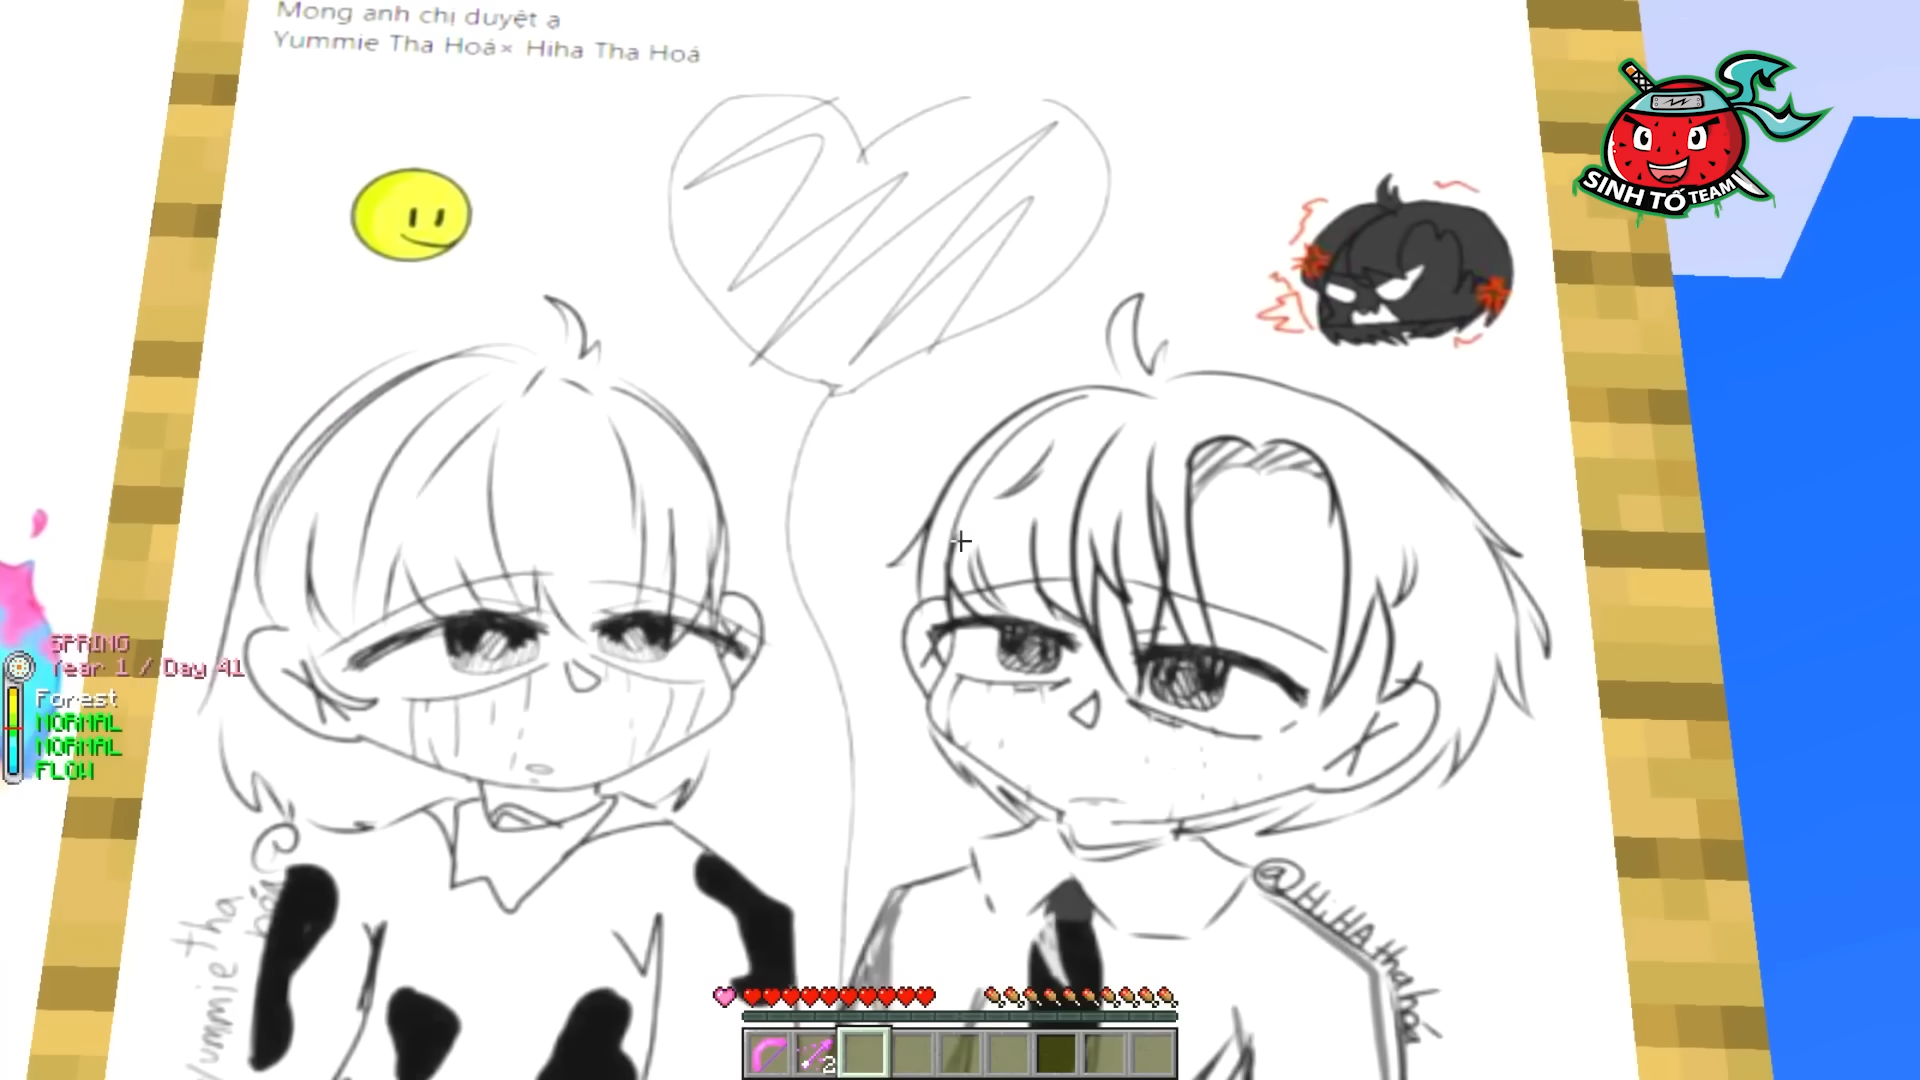 Mong anh chị duyệt ạ
Yummie Tha Hoá× Hiha Tha Hoá
SINH TỐ TEAM
SPRING
Year 1 / Day 41
Forest
NORMAL
NORMAL
FLOW
@HiHA tha hoá
yummie tha
2